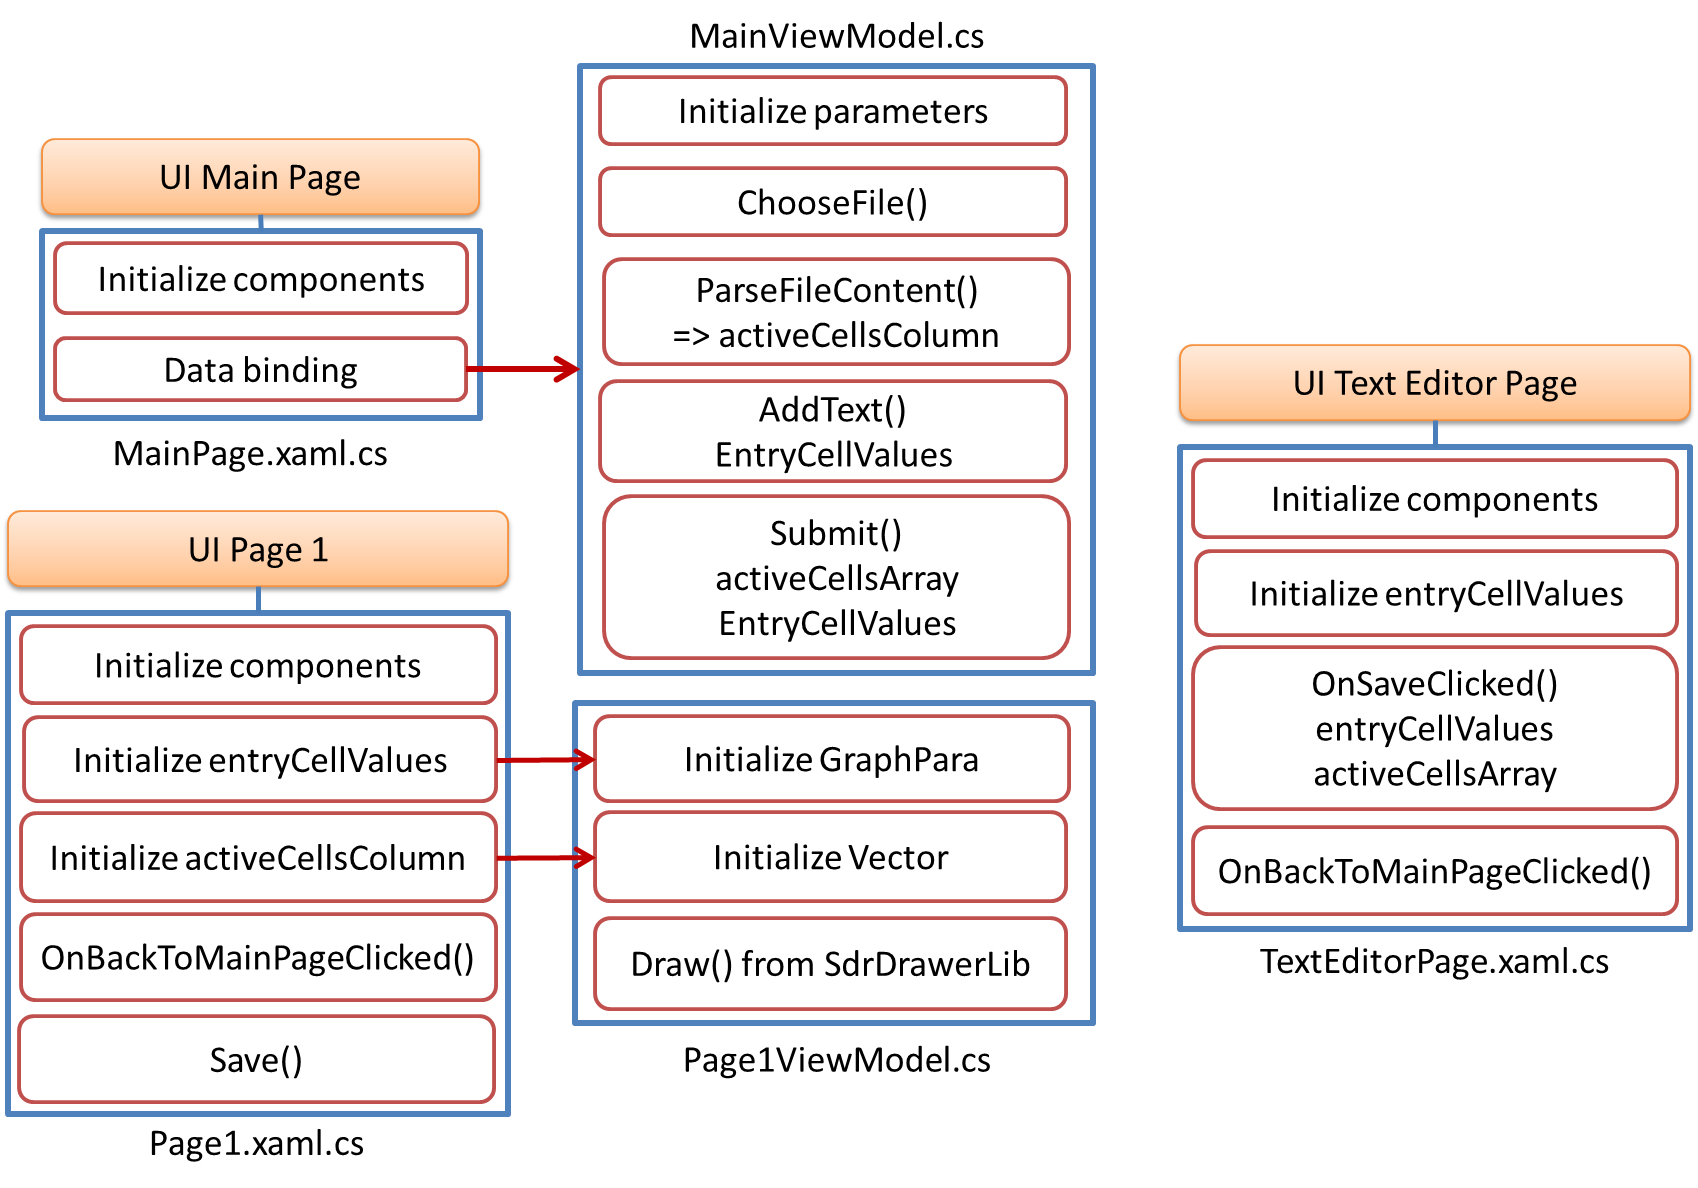 MainViewModel.cs
Initialize parameters
ChooseFile()
ParseFileContent()
=> activeCellsColumn
AddText()
EntryCellValues
Submit()
activeCellsArray
EntryCellValues
UI Main Page
Initialize components
Data binding
MainPage.xaml.cs
UI Page 1
Initialize components
Initialize entryCellValues
Initialize activeCellsColumn
OnBackToMainPageClicked()
Save()
Page1.xaml.cs
Initialize GraphPara
Initialize Vector
Draw() from SdrDrawerLib
Page1ViewModel.cs
UI Text Editor Page
Initialize components
Initialize entryCellValues
OnSaveClicked()
entryCellValues
activeCellsArray
OnBackToMainPageClicked()
TextEditorPage.xaml.cs